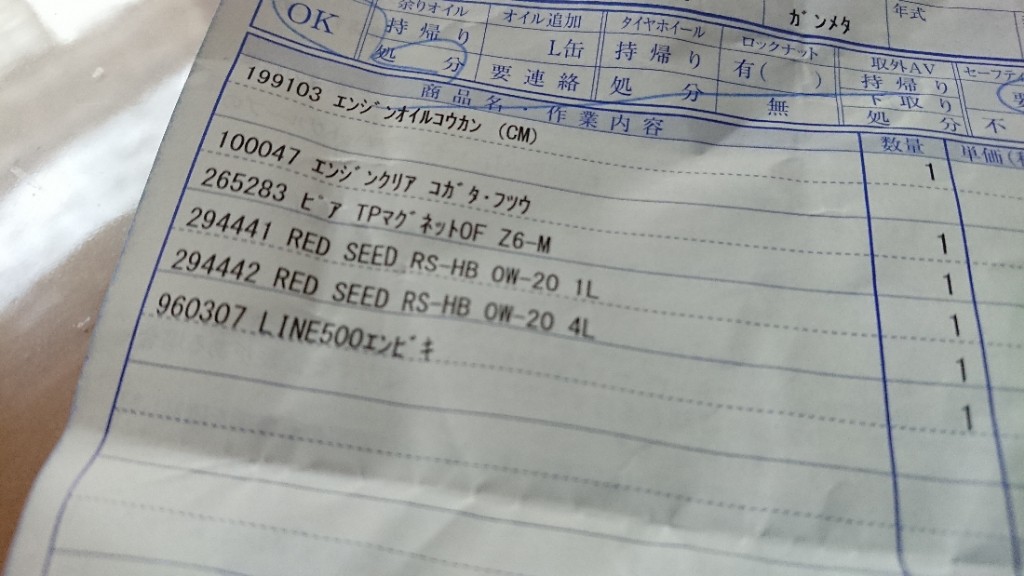 ガンメタ
年式
OK
余りオイル
持帰り
処分
オイル追加
L缶
要連絡
タイヤホイール
持帰り
処分
ロックナット
有( )
無
取外AV
持帰り
下取り
処分
不
商品名・作業内容
数量
単価
199103 エンジンオイルコウカン (CM) 1
100047 エンジンクリア コガタ・フツウ 1
265283 ピア TPマグネットOF Z6-M 1
294441 RED SEED RS-HB 0W-20 1L 1
294442 RED SEED RS-HB 0W-20 4L 1
960307 LINE500エンビキ 1